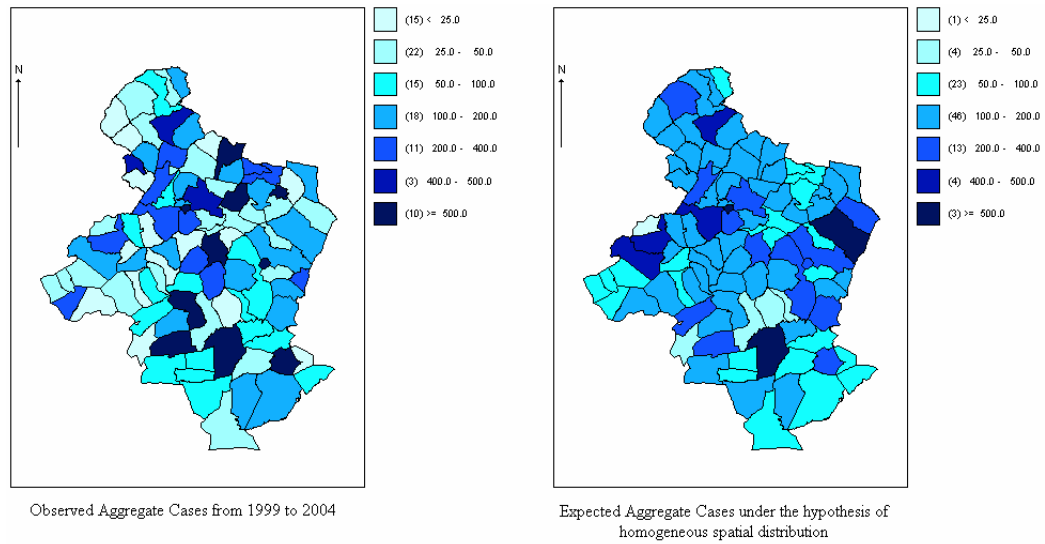 (15) < 25.0
(22) 25.0 - 50.0
(15) 50.0 - 100.0
(18) 100.0 - 200.0
(11) 200.0 - 400.0
(3) 400.0 - 500.0
(10) >= 500.0
N
Observed Aggregate Cases from 1999 to 2004
(1) < 25.0
(4) 25.0 - 50.0
(23) 50.0 - 100.0
(46) 100.0 - 200.0
(13) 200.0 - 400.0
(4) 400.0 - 500.0
(3) >= 500.0
N
Expected Aggregate Cases under the hypothesis of
homogeneous spatial distribution